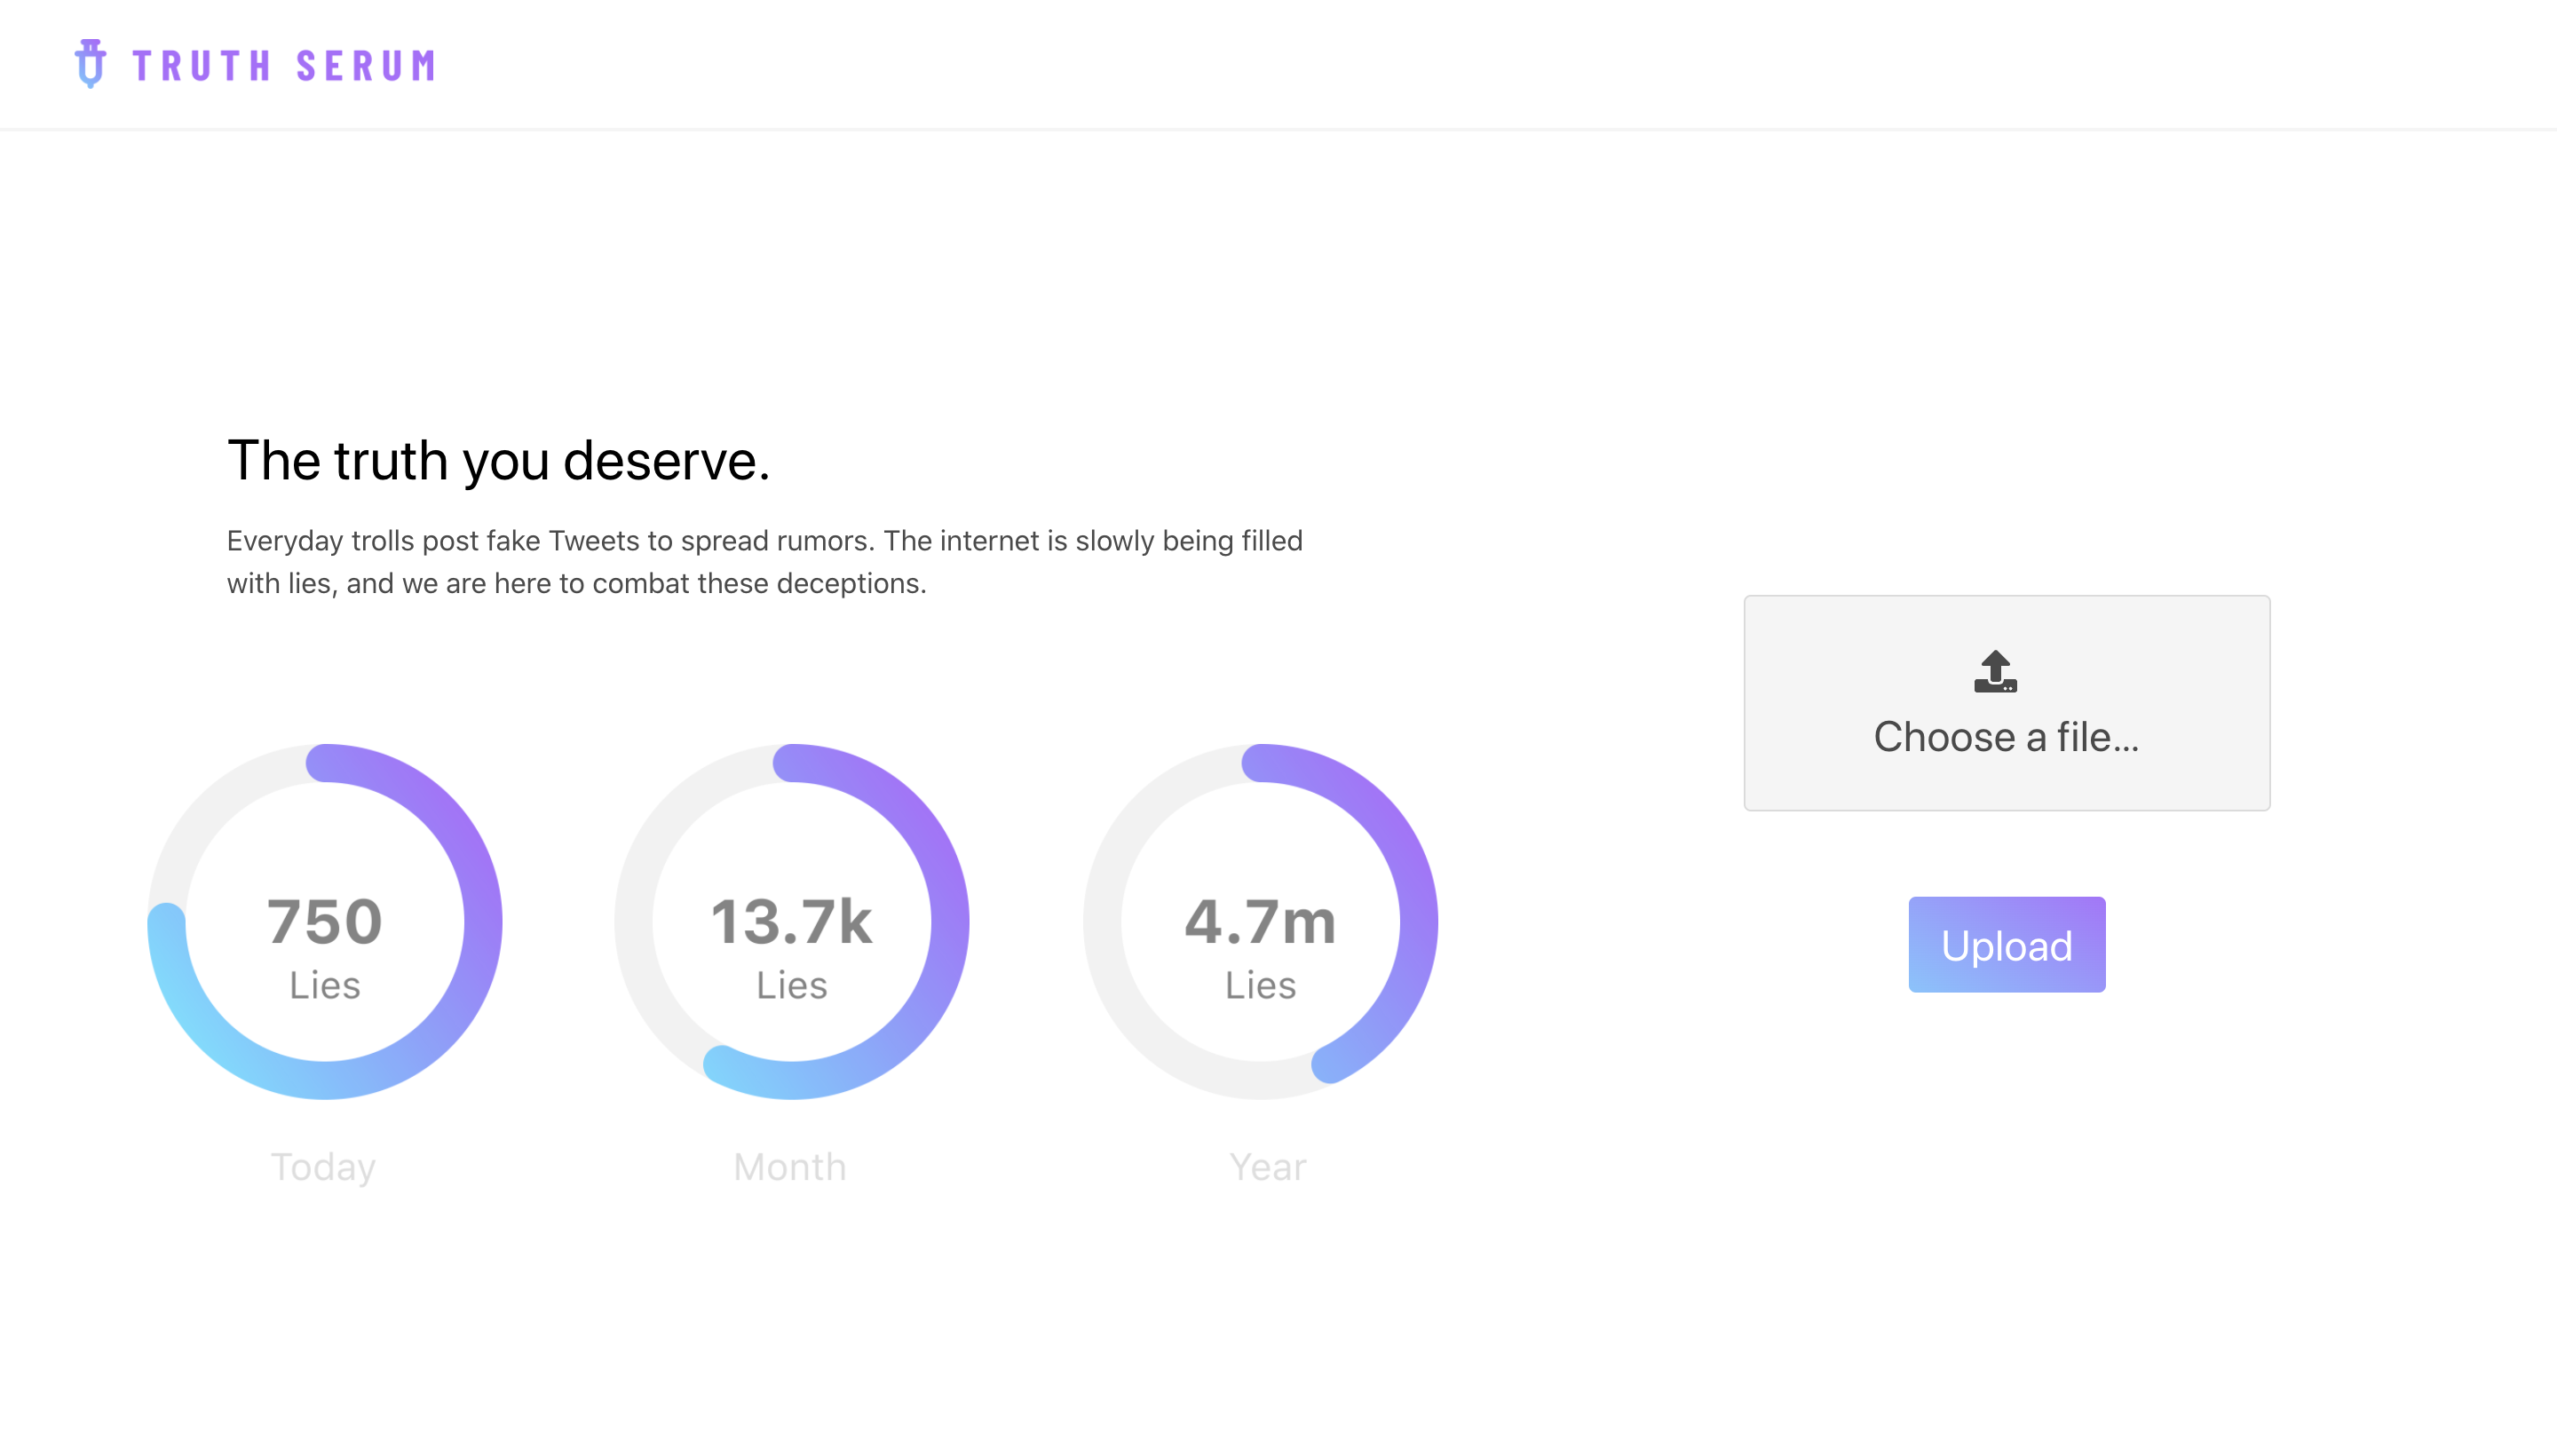 TRUTH SERUM
The truth you deserve.
Everyday trolls post fake Tweets to spread rumors. The internet is slowly being filled
with lies, and we are here to combat these deceptions.
750
Lies
Today
13.7k
Lies
Month
4.7m
Lies
Year
Choose a file...
Upload